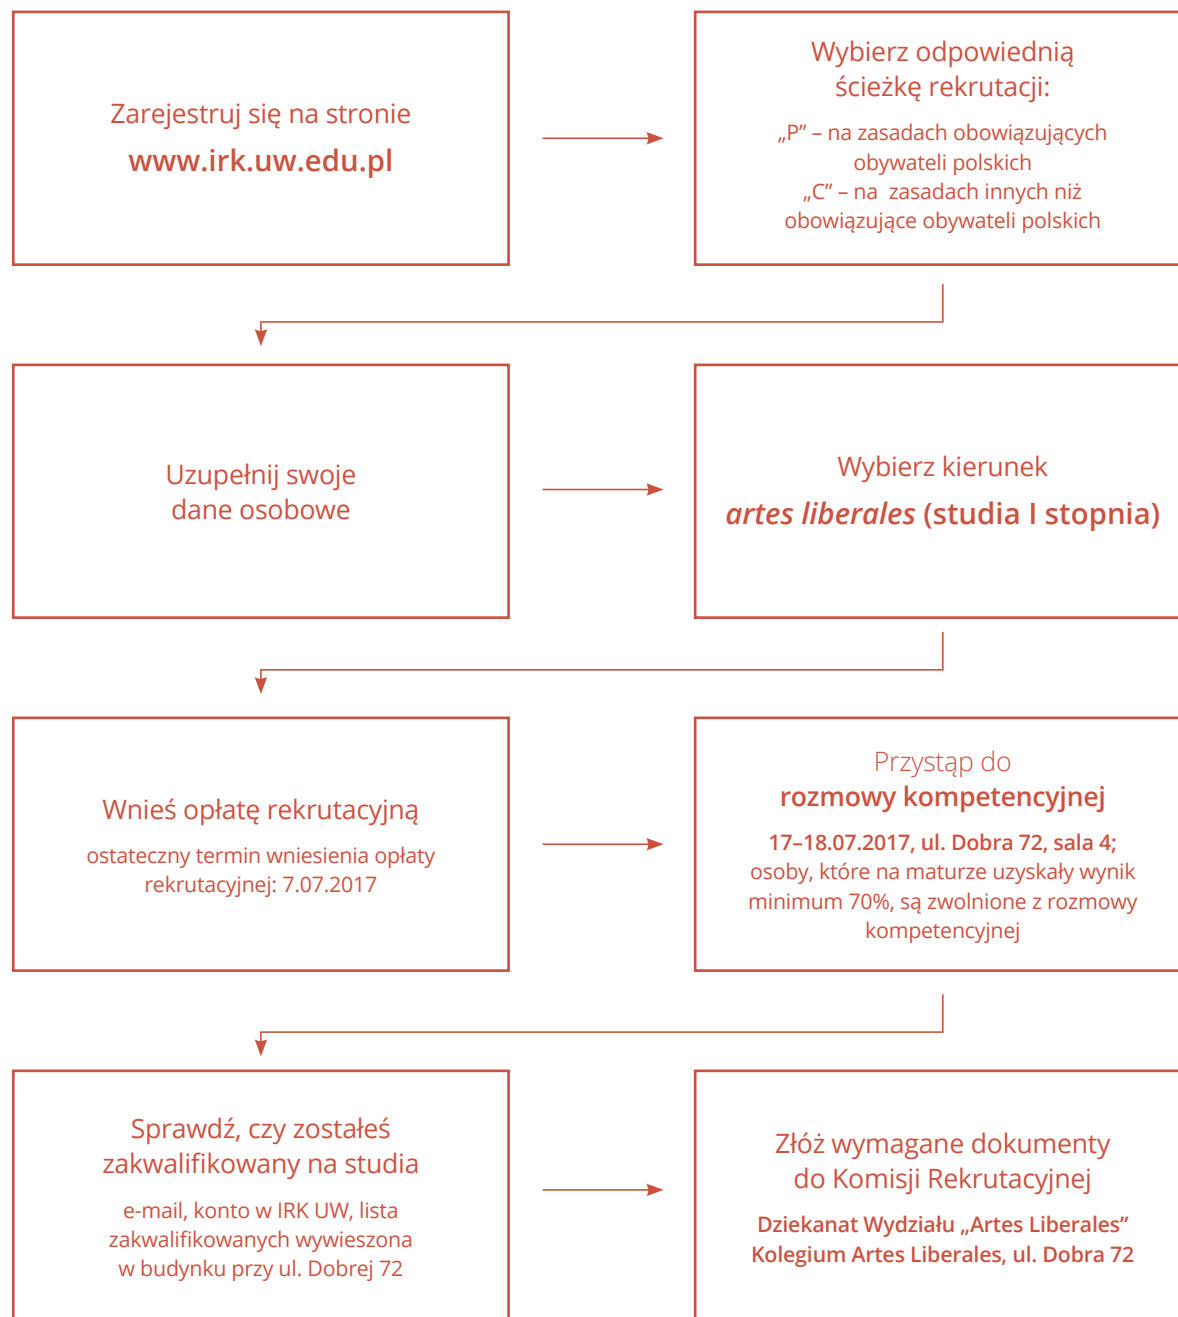 Zarejestruj się na stronie
www.irk.uw.edu.pl
Wybierz odpowiednią
ścieżkę rekrutacji:
„P” – na zasadach obowiązujących
obywateli polskich
„C” – na zasadach innych niż
obowiązujące obywateli polskich
Uzupełnij swoje
dane osobowe
Wybierz kierunek
artes liberales (studia I stopnia)
Wnieś opłatę rekrutacyjną
ostateczny termin wniesienia opłaty
rekrutacyjnej: 7.07.2017
Przystąp do
rozmowy kompetencyjnej
17–18.07.2017, ul. Dobra 72, sala 4;
osoby, które na maturze uzyskały wynik
minimum 70%, są zwolnione z rozmowy
kompetencyjnej
Sprawdź, czy zostałeś
zakwalifikowany na studia
e-mail, konto w IRK UW, lista
zakwalifikowanych wywieszona
w budynku przy ul. Dobrej 72
Złóż wymagane dokumenty
do Komisji Rekrutacyjnej
Dziekanat Wydziału „Artes Liberales”
Kolegium Artes Liberales, ul. Dobra 72